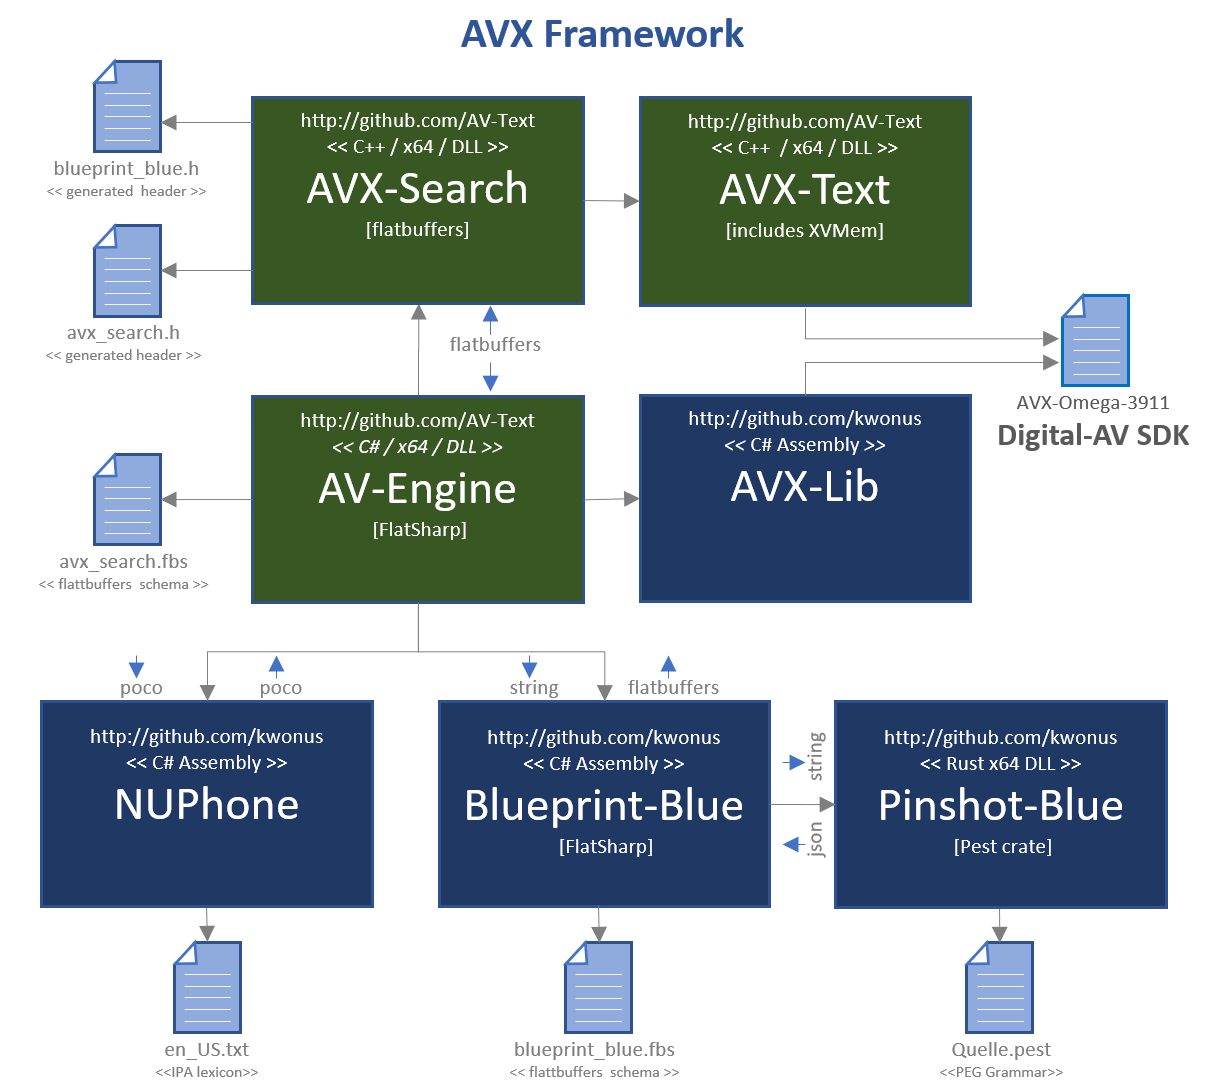 AVX Framework
http://github.com/AV-Text
<< C++ / x64 / DLL >>
AVX-Search
[flatbuffers]
http://github.com/AV-Text
<< C++  / x64 / DLL >>
AVX-Text
[includes XVMem]
blueprint_blue.h
<< generated  header >>
avx_search.h
<< generated header >>
flatbuffers
AVX-Omega-3911
Digital-AV SDK
http://github.com/AV-Text
<< C# / x64 / DLL >>
AV-Engine
[FlatSharp]
http://github.com/kwonus
<< C# Assembly >>
AVX-Lib
avx_search.fbs
<< flattbuffers  schema >>
poco
poco
string
flatbuffers
http://github.com/kwonus
<< C# Assembly >>
NUPhone
http://github.com/kwonus
<< C# Assembly >>
Blueprint-Blue
[FlatSharp]
string
json
http://github.com/kwonus
<< Rust x64 DLL >>
Pinshot-Blue
[Pest crate]
en_US.txt
<<IPA lexicon>>
blueprint_blue.fbs
<< flattbuffers  schema >>
Quelle.pest
<<PEG Grammar>>